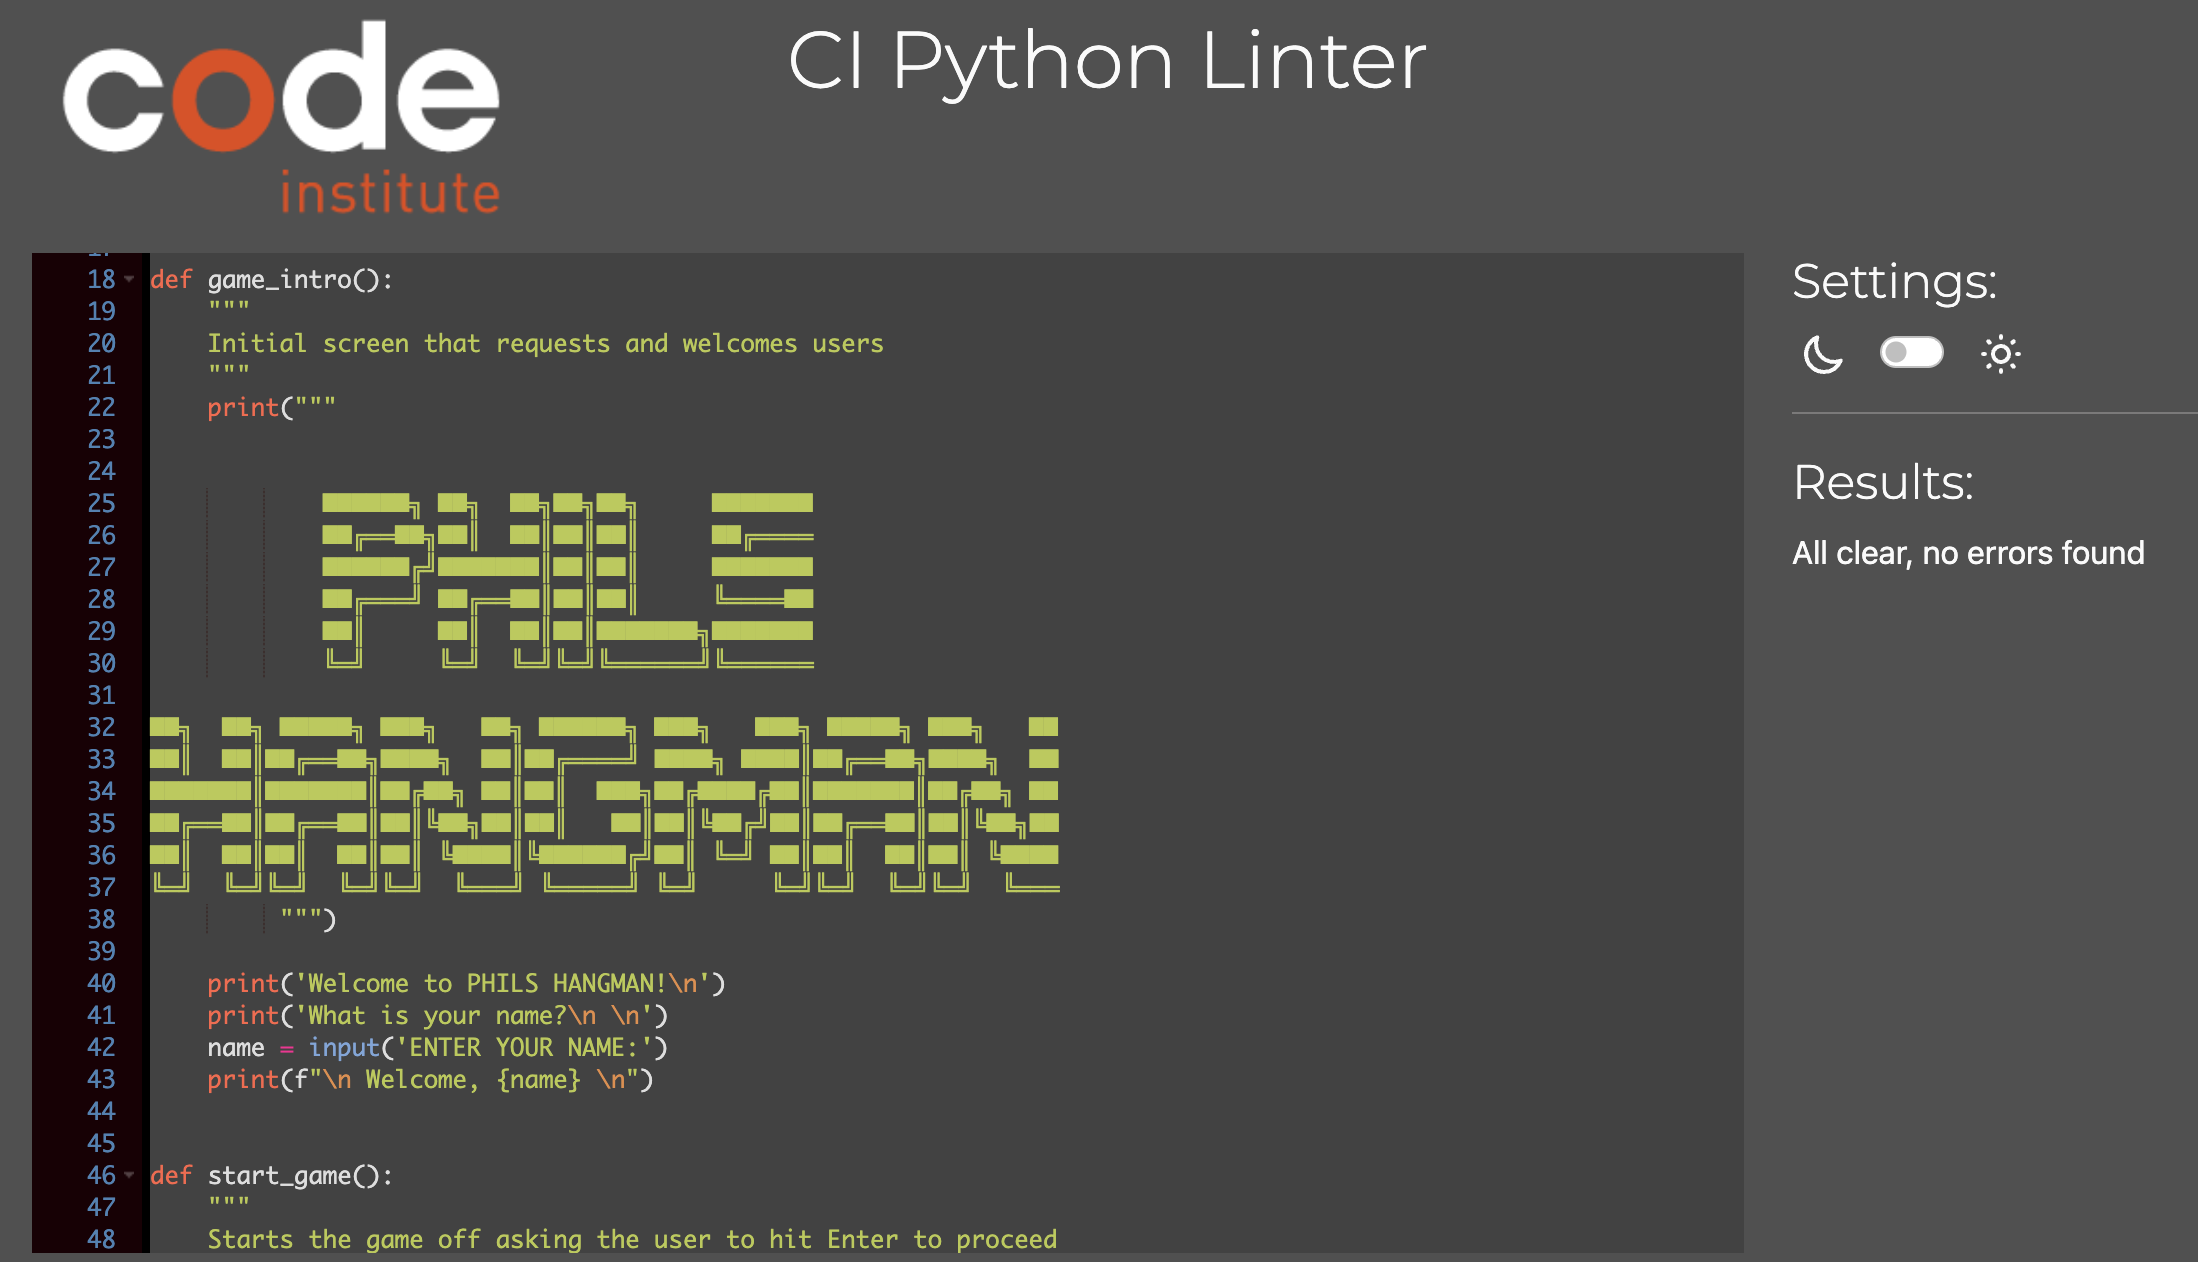 code
institute
CI Python Linter
18 def game_intro():
19 """
20 Initial screen that requests and welcomes users
21 """
22 print("""
23
24
25
26
27
28
29
30
31
32
33
34
35
36
37
38 """)
39
40 print('Welcome to PHILS HANGMAN!\n')
41 print('What is your name?\n \n')
42 name = input('ENTER YOUR NAME:')
43 print(f"\n Welcome, {name} \n")
44
45
46 def start_game():
47 """
48 Starts the game off asking the user to hit Enter to proceed
Settings:
Results:
All clear, no errors found